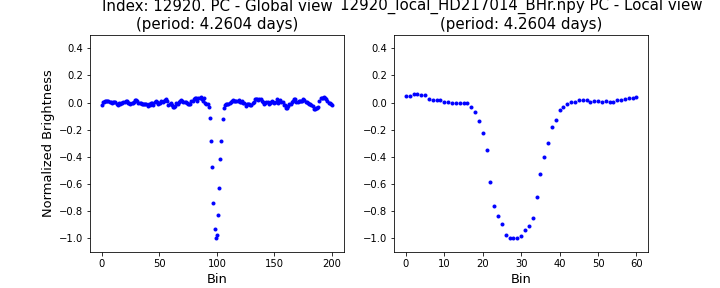 Index: 12920. PC - Global view
(period: 4.2604 days)
12920_local_HD217014_BHr.npy PC - Local view
(period: 4.2604 days)
Normalized Brightness
0.4
0.2
0.0
−0.2
−0.4
−0.6
−0.8
−1.0
0 50 100 150 200
Bin
0.4
0.2
0.0
−0.2
−0.4
−0.6
−0.8
−1.0
0 10 20 30 40 50 60
Bin